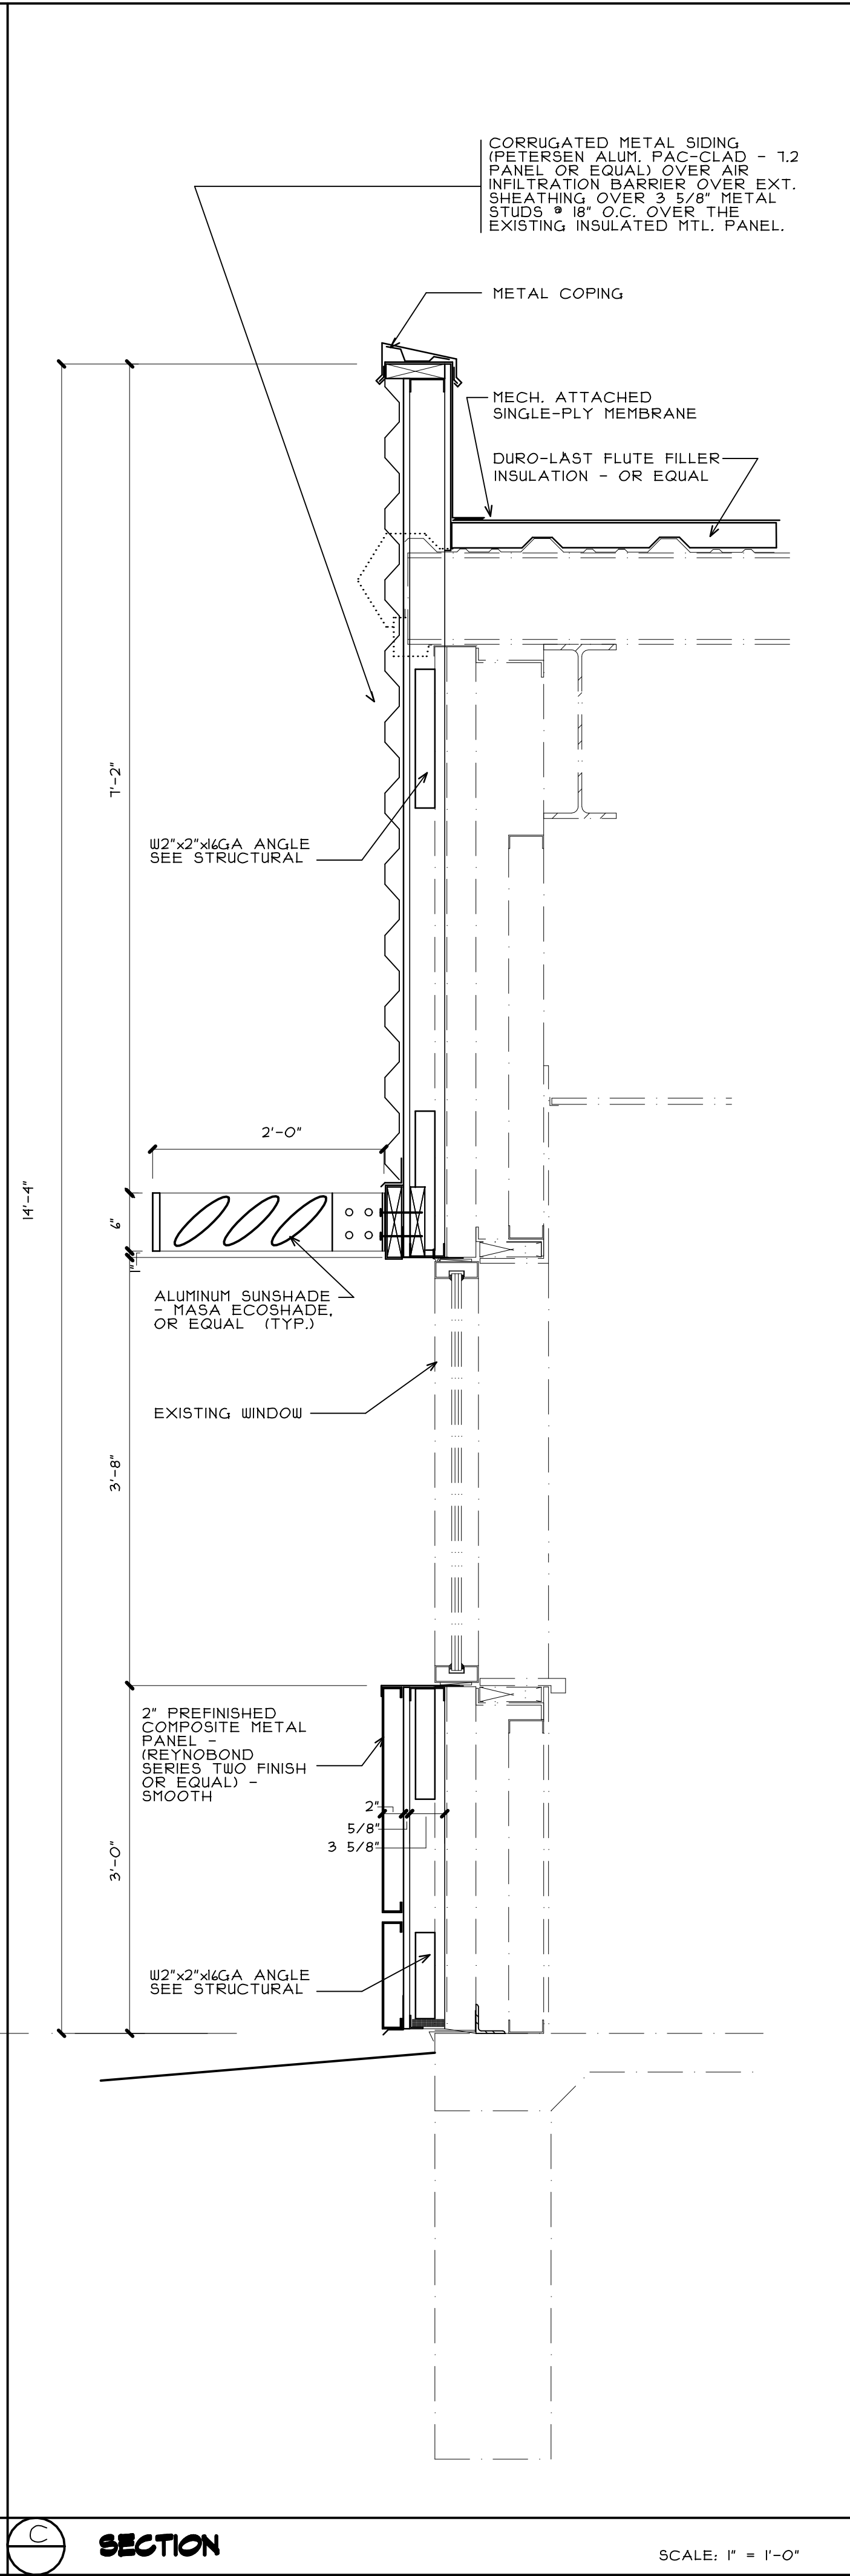 CORRUGATED METAL SIDING
(PETERSEN ALUM. PAC-CLAD - 7.2
PANEL OR EQUAL) OVER AIR
INFILTRATION BARRIER OVER EXT.
SHEATHING OVER 3 5/8" METAL
STUDS @ 18" O.C. OVER THE
EXISTING INSULATED MTL. PANEL.
METAL COPING
MECH. ATTACHED
SINGLE-PLY MEMBRANE
DURO-LAST FLUTE FILLER
INSULATION - OR EQUAL
7'-2"
W2"x2"x16GA ANGLE
SEE STRUCTURAL
2'-0"
14'-4"
6"
1"
ALUMINUM SUNSHADE
- MASA ECOSHADE,
OR EQUAL (TYP.)
EXISTING WINDOW
3'-8"
2" PREFINISHED
COMPOSITE METAL
PANEL -
(REYNOBOND
SERIES TWO FINISH
OR EQUAL) -
SMOOTH
2"
5/8"
3 5/8"
3'-0"
W2"x2"x16GA ANGLE
SEE STRUCTURAL
C
SECTION
SCALE: 1" = 1'-0"